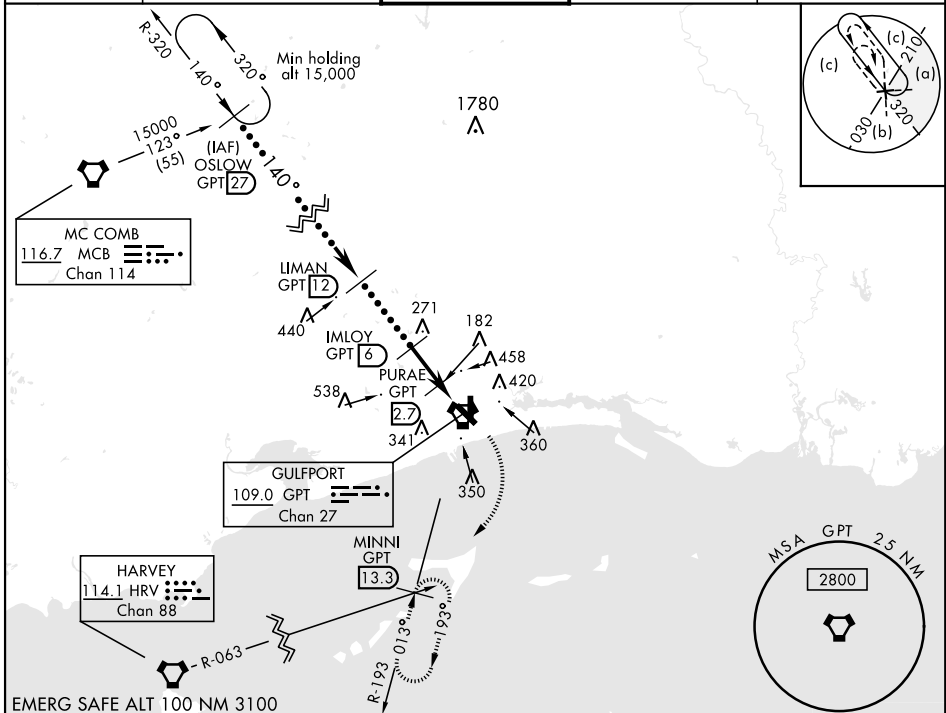 R-320
140°
320°
Min holding
alt 15,000
15000
123°
(55)
(IAF)
OSLOW
GPT 27
140°
1780
(c)
(c)
210
(a)
320
(b)
030
MC COMB
116.7 MCB
Chan 114
LIMAN
GPT 12
440
271
182
IMLOY
GPT 6
458
PURAE
GPT
2.7
420
538
341
360
350
GULFPORT
109.0 GPT
Chan 27
MINNI
GPT
13.3
HARVEY
114.1 HRV
Chan 88
R-063
013°
193°
R-193
MSA GPT 25 NM
2800
EMERG SAFE ALT 100 NM 3100